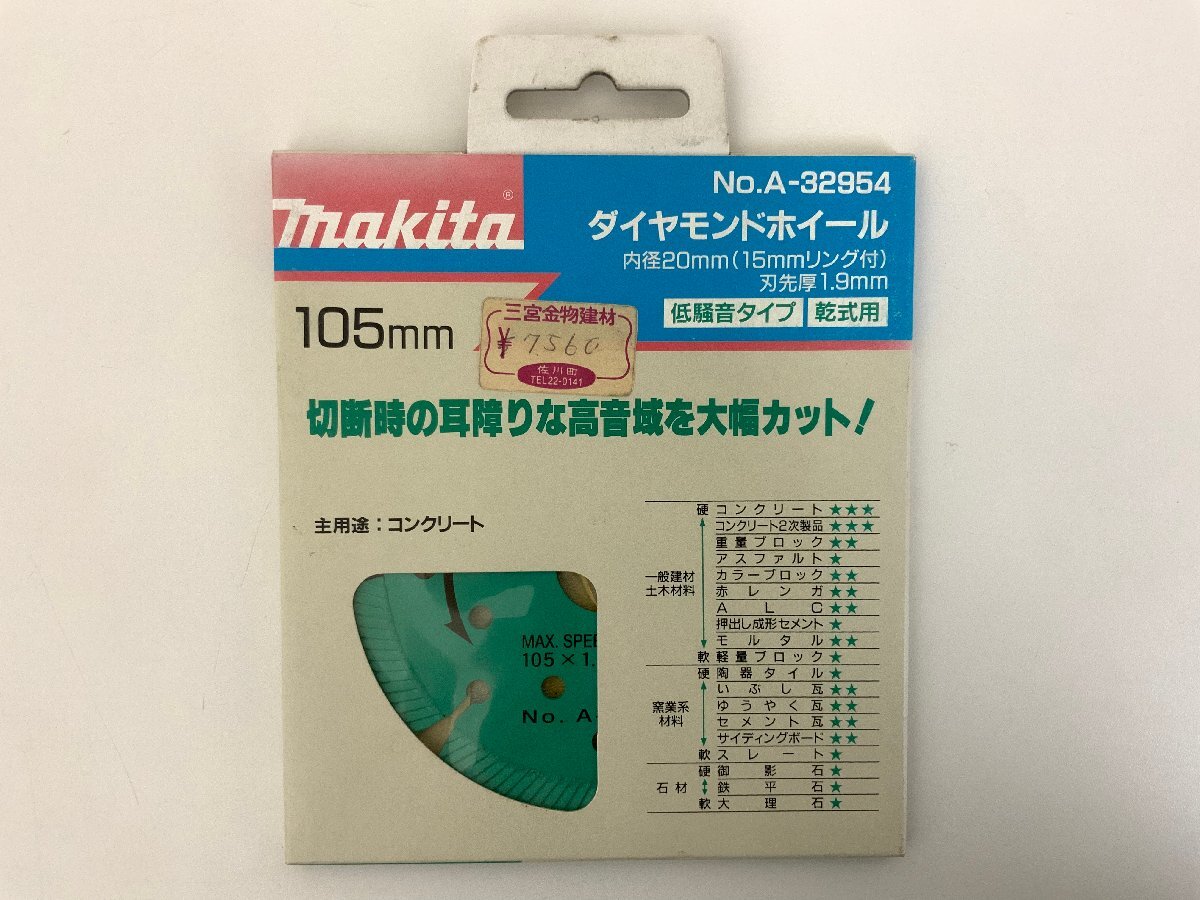 makita®
No.A-32954
ダイヤモンドホイール
内径20mm(15mmリング付)
刃先厚1.9mm
低騒音タイプ 乾式用
105mm
三宮金物建材
¥7560
佐川町
TEL22-0141
切断時の耳障りな高音域を大幅カット!
主用途:コンクリート
硬 コンクリート ★★★
コンクリート2次製品 ★★★
重量ブロック ★★
アスファルト ★
一般建材 カラーブロック ★★
土木材料 赤レンガ ★★
ALC ★★
押出し成形セメント ★
モルタル ★★
軟 軽量ブロック ★
硬 陶器タイル ★
いぶし瓦 ★★
窯業系 ゆうやく瓦 ★★
材料 セメント瓦 ★★
サイディングボード ★★
軟 スレート ★
硬 御影石 ★
石材 鉄平石 ★
軟 大理石 ★
MAX. SPEE
105×1.
No. A-